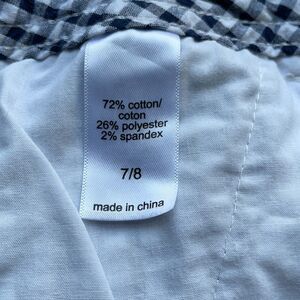 72% cotton/
coton
26% polyester
2% spandex
7/8
made in china